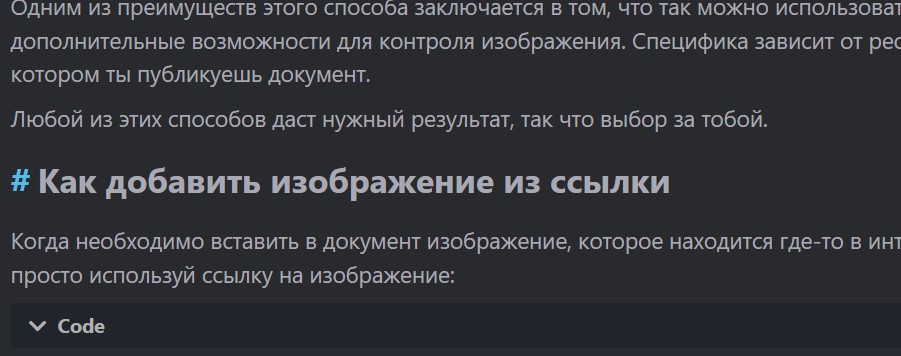 Одним из преимуществ этого способа заключается в том, что так можно использоват
дополнительные возможности для контроля изображения. Специфика зависит от
котором ты публикуешь документ.
Любой из этих способов даст нужный результат, так что выбор за тобой.
# Как добавить изображение из ссылки
Когда необходимо вставить в документ изображение, которое находится где-то в
просто используй ссылку на изображение:
Code